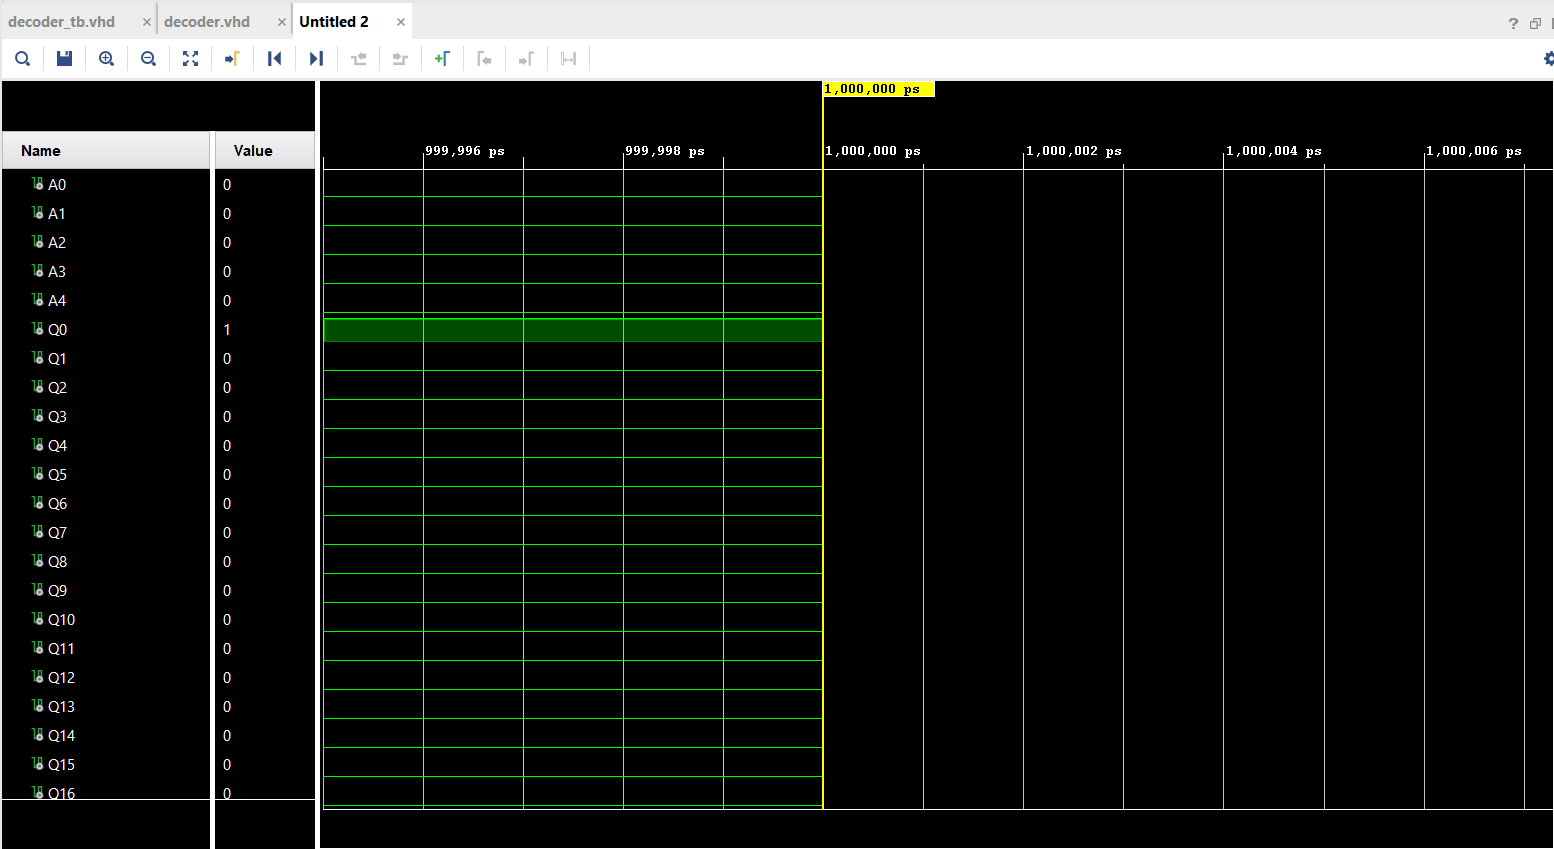 decoder_tb.vhd × decoder.vhd × Untitled 2 ×
?
1,000,000 ps
Name Value
999,996 ps 999,998 ps 1,000,000 ps 1,000,002 ps 1,000,004 ps 1,000,006 ps
A0 0
A1 0
A2 0
A3 0
A4 0
Q0 1
Q1 0
Q2 0
Q3 0
Q4 0
Q5 0
Q6 0
Q7 0
Q8 0
Q9 0
Q10 0
Q11 0
Q12 0
Q13 0
Q14 0
Q15 0
Q16 0